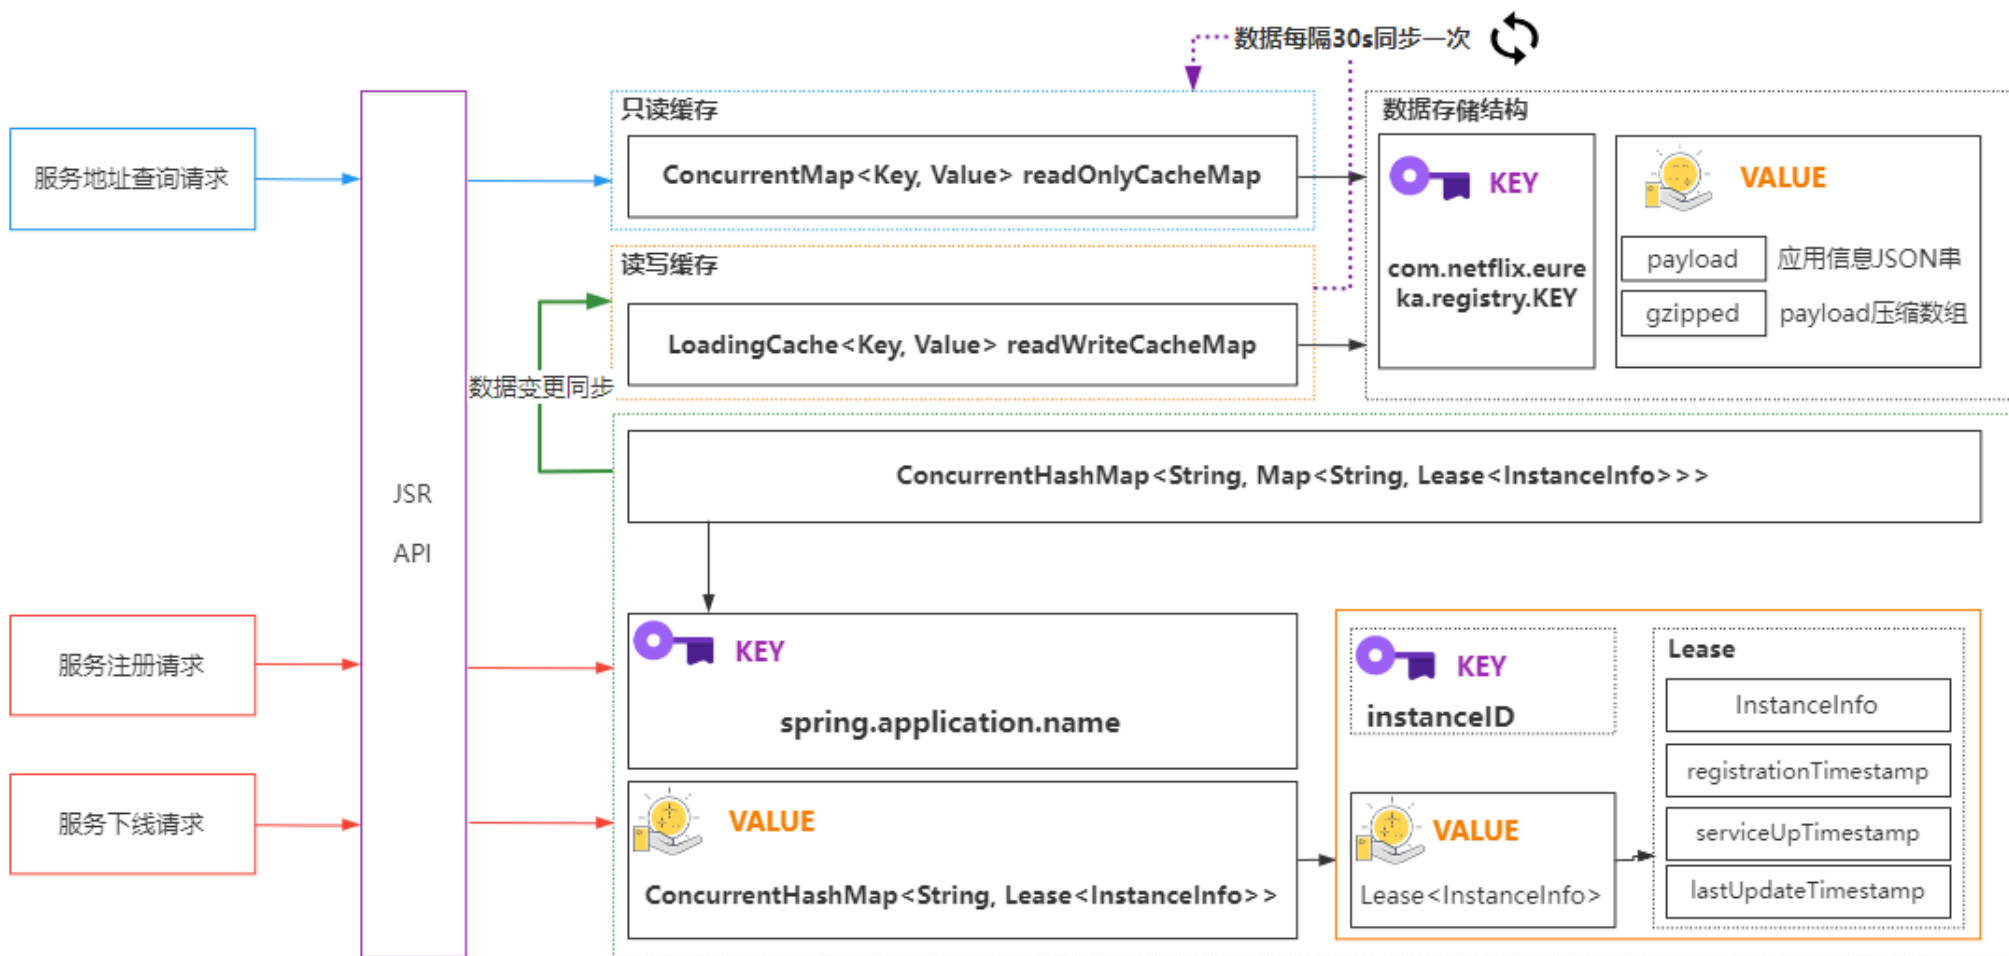 数据每隔30s同步一次
只读缓存
数据存储结构
服务地址查询请求
ConcurrentMap<Key, Value> readOnlyCacheMap
KEY
VALUE
com.netflix.eure
ka.registry.KEY
payload
应用信息JSON串
gzipped
payload压缩数组
读写缓存
LoadingCache<Key, Value> readWriteCacheMap
数据变更同步
ConcurrentHashMap<String, Map<String, Lease<InstanceInfo>>>
JSR
API
服务注册请求
KEY
spring.application.name
KEY
instanceID
Lease
InstanceInfo
registrationTimestamp
serviceUpTimestamp
lastUpdateTimestamp
服务下线请求
VALUE
ConcurrentHashMap<String, Lease<InstanceInfo>>
VALUE
Lease<InstanceInfo>